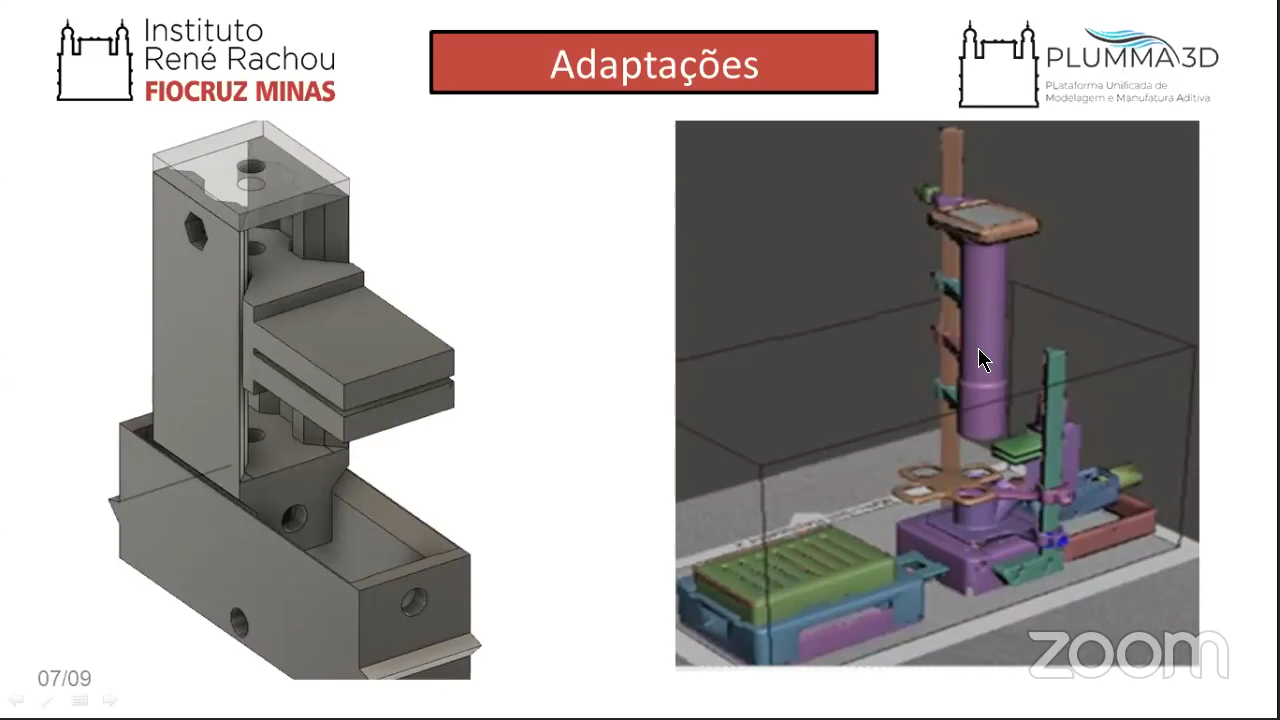 Instituto
René Rachou
FIOCRUZ MINAS
Adaptações
PLUMMA3D
PLataforma Unificada de
Modelagem e Manufatura Aditiva
07/09
zoom